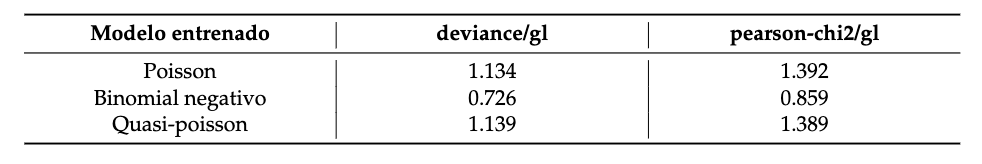 Modelo entrenado deviance/gl pearson-chi2/gl
Poisson 1.134 1.392
Binomial negativo 0.726 0.859
Quasi-poisson 1.139 1.389